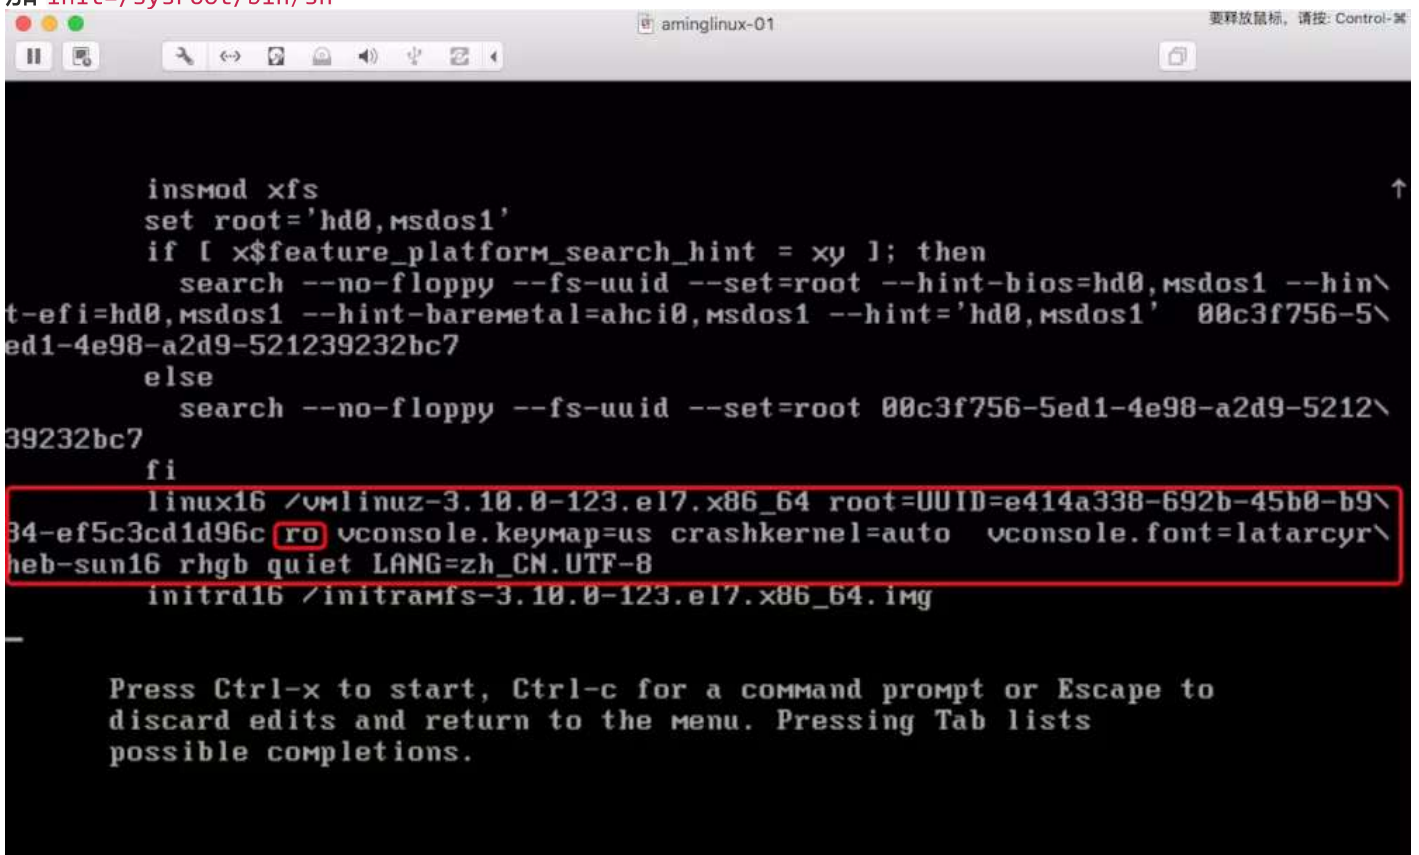 加 init=/sysroot/bin/sh
aminglinux-01
要释放鼠标，请按: Control-⌘
insmod xfs
set root='hd0,msdos1'
if [ x$feature_platform_search_hint = xy ]; then
search --no-floppy --fs-uuid --set=root --hint-bios=hd0,msdos1 --hin\
t-efi=hd0,msdos1 --hint-baremetal=ahci0,msdos1 --hint='hd0,msdos1'  00c3f756-5\
ed1-4e98-a2d9-521239232bc7
else
search --no-floppy --fs-uuid --set=root 00c3f756-5ed1-4e98-a2d9-5212\
39232bc7
fi
linux16 /vmlinuz-3.10.0-123.el7.x86_64 root=UUID=e414a338-692b-45b0-b9\
34-ef5c3cd1d96c ro vconsole.keymap=us crashkernel=auto  vconsole.font=latarcyr\
heb-sun16 rhgb quiet LANG=zh_CN.UTF-8
initrd16 /initramfs-3.10.0-123.el7.x86_64.img
Press Ctrl-x to start, Ctrl-c for a command prompt or Escape to
discard edits and return to the menu. Pressing Tab lists
possible completions.